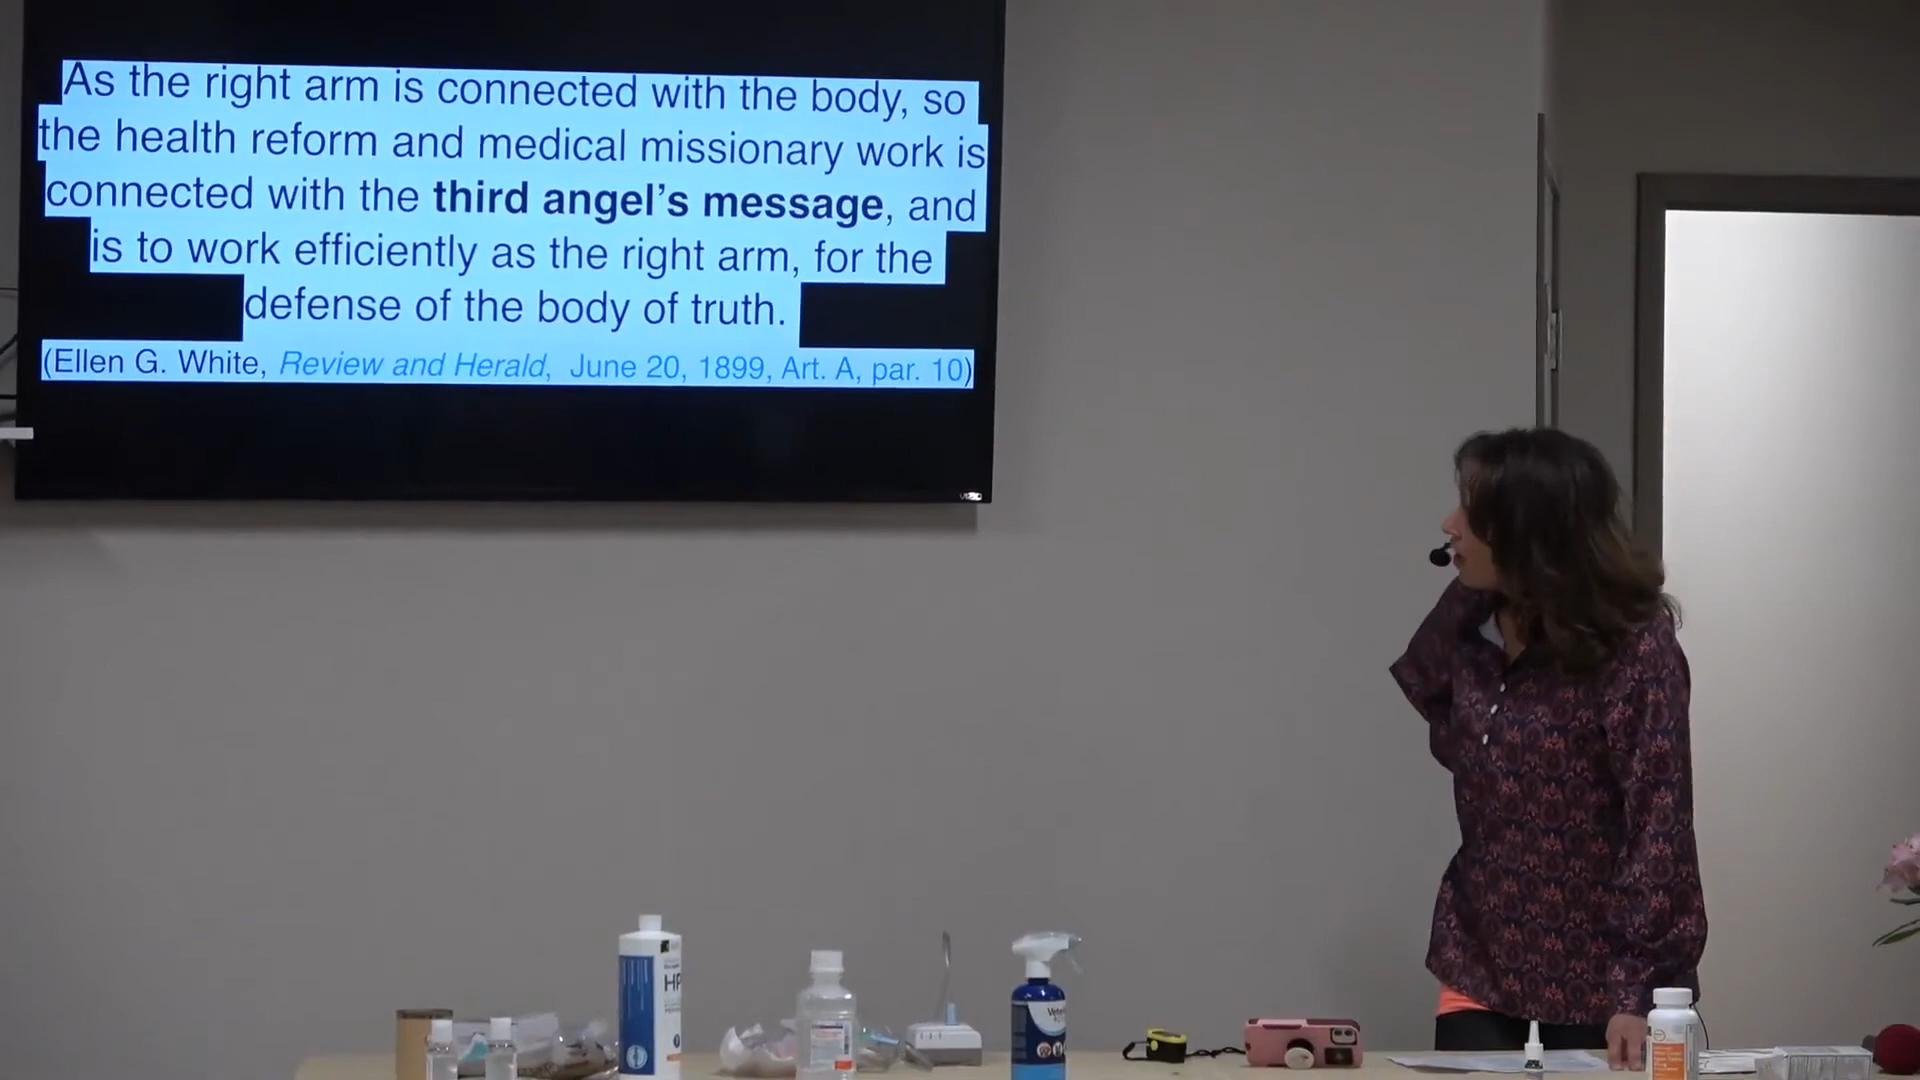 As the right arm is connected with the body, so
the health reform and medical missionary work is
connected with the third angel's message, and
is to work efficiently as the right arm, for the
defense of the body of truth.
(Ellen G. White, Review and Herald, June 20, 1899, Art. A, par. 10)